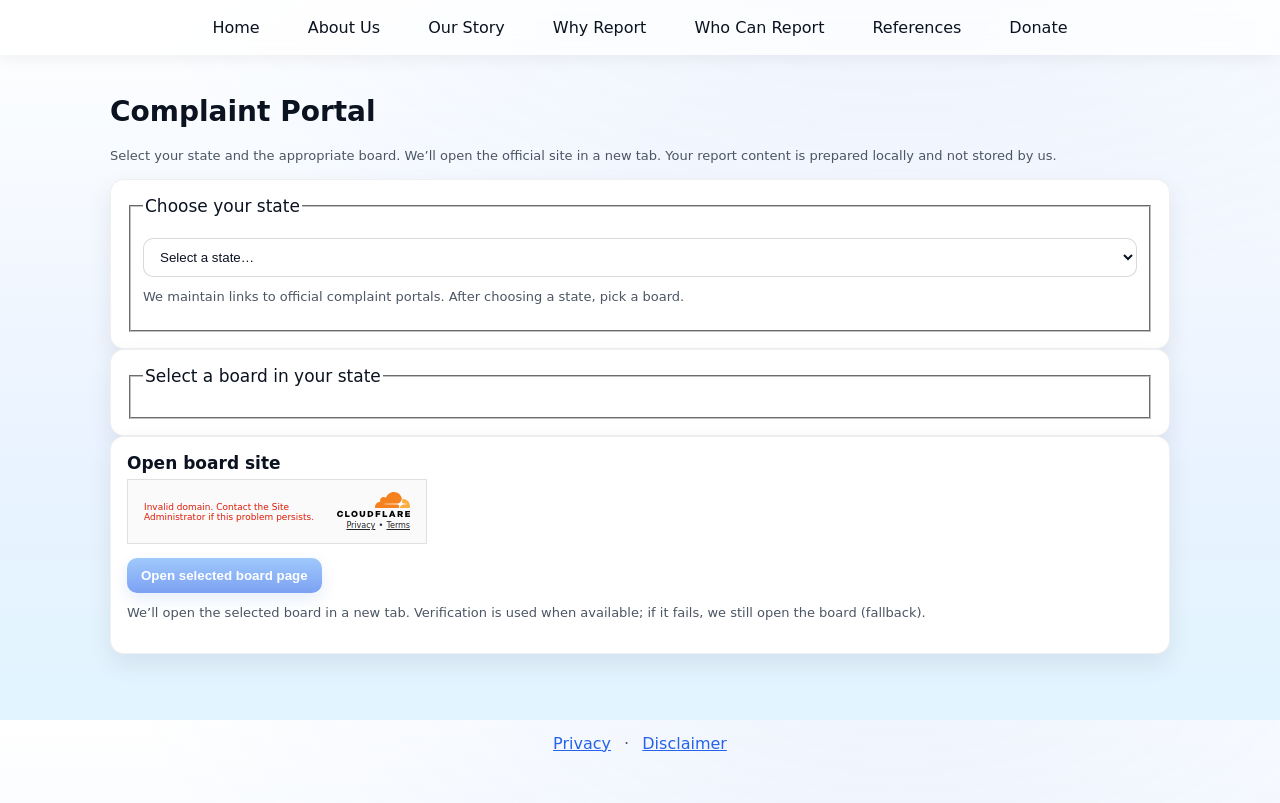 Home About Us Our Story Why Report Who Can Report References Donate
Complaint Portal
Select your state and the appropriate board. We’ll open the official site in a new tab. Your report content is prepared locally and not stored by us.
Choose your state
Select a state…
We maintain links to official complaint portals. After choosing a state, pick a board.
Select a board in your state
Open board site
Invalid domain. Contact the Site
Administrator if this problem persists.
CLOUDFLARE
Privacy • Terms
Open selected board page
We’ll open the selected board in a new tab. Verification is used when available; if it fails, we still open the board (fallback).
Privacy · Disclaimer